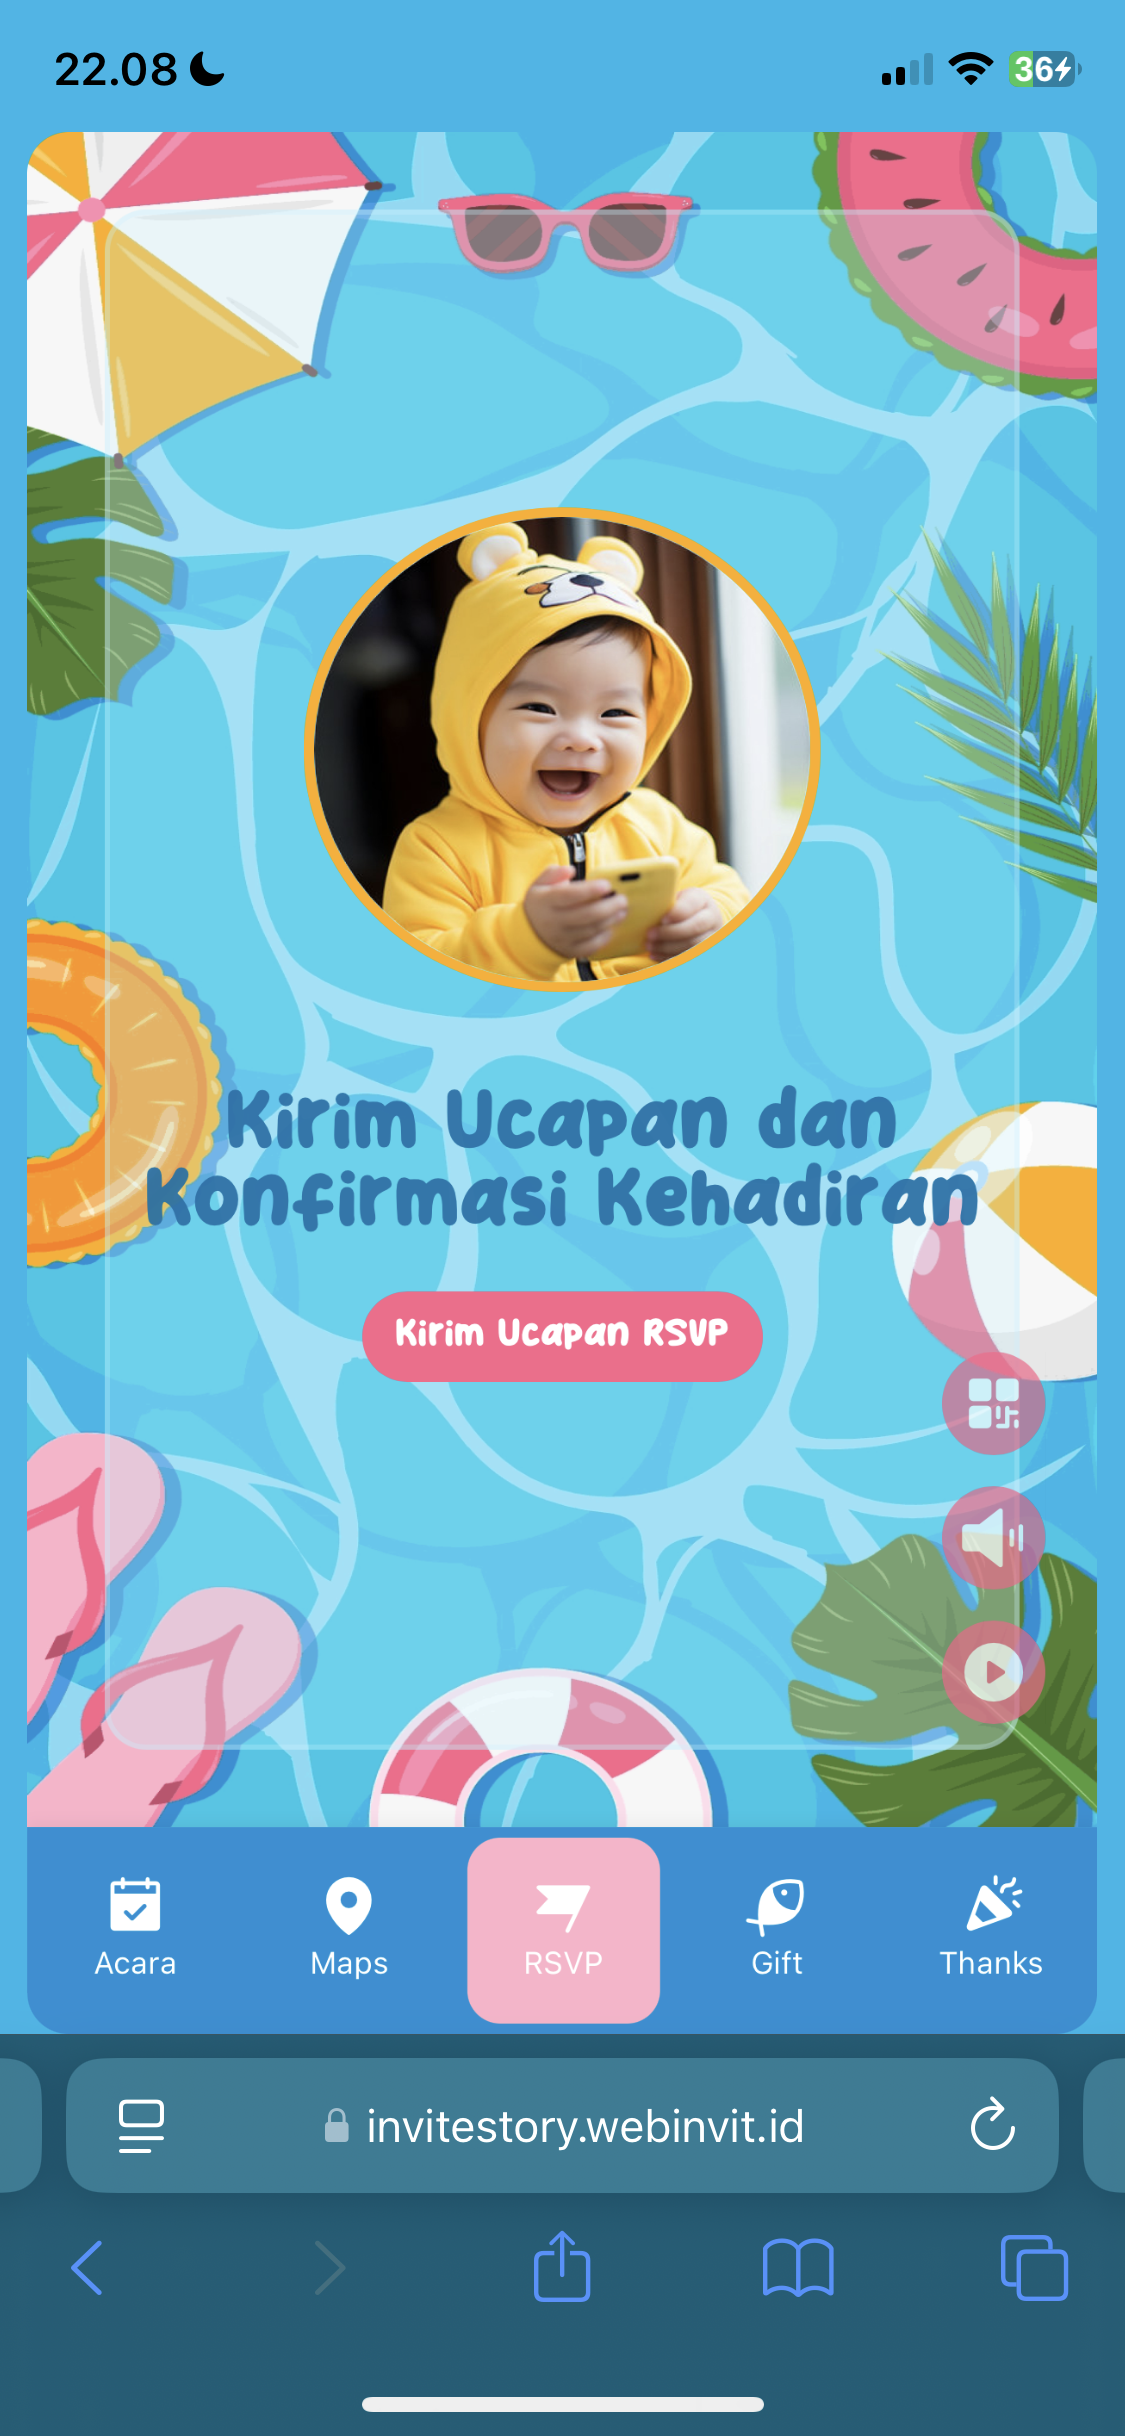 22.08
36
Kirim Ucapan dan
Konfirmasi Kehadiran
Kirim Ucapan RSVP
Acara
Maps
RSVP
Gift
Thanks
invitestory.webinvit.id